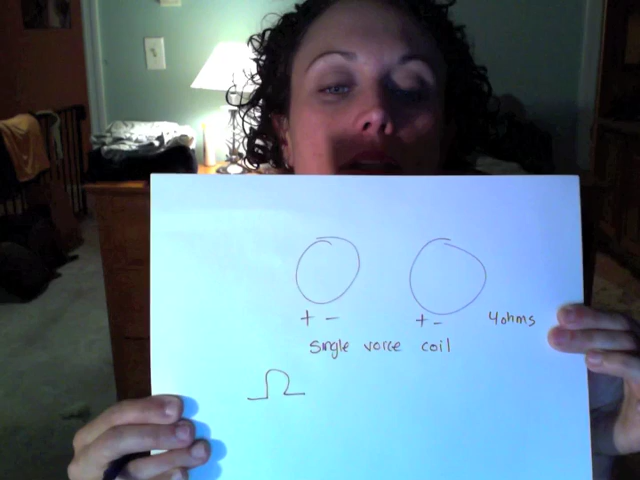 + - + - 4ohms
single voice coil
Ω